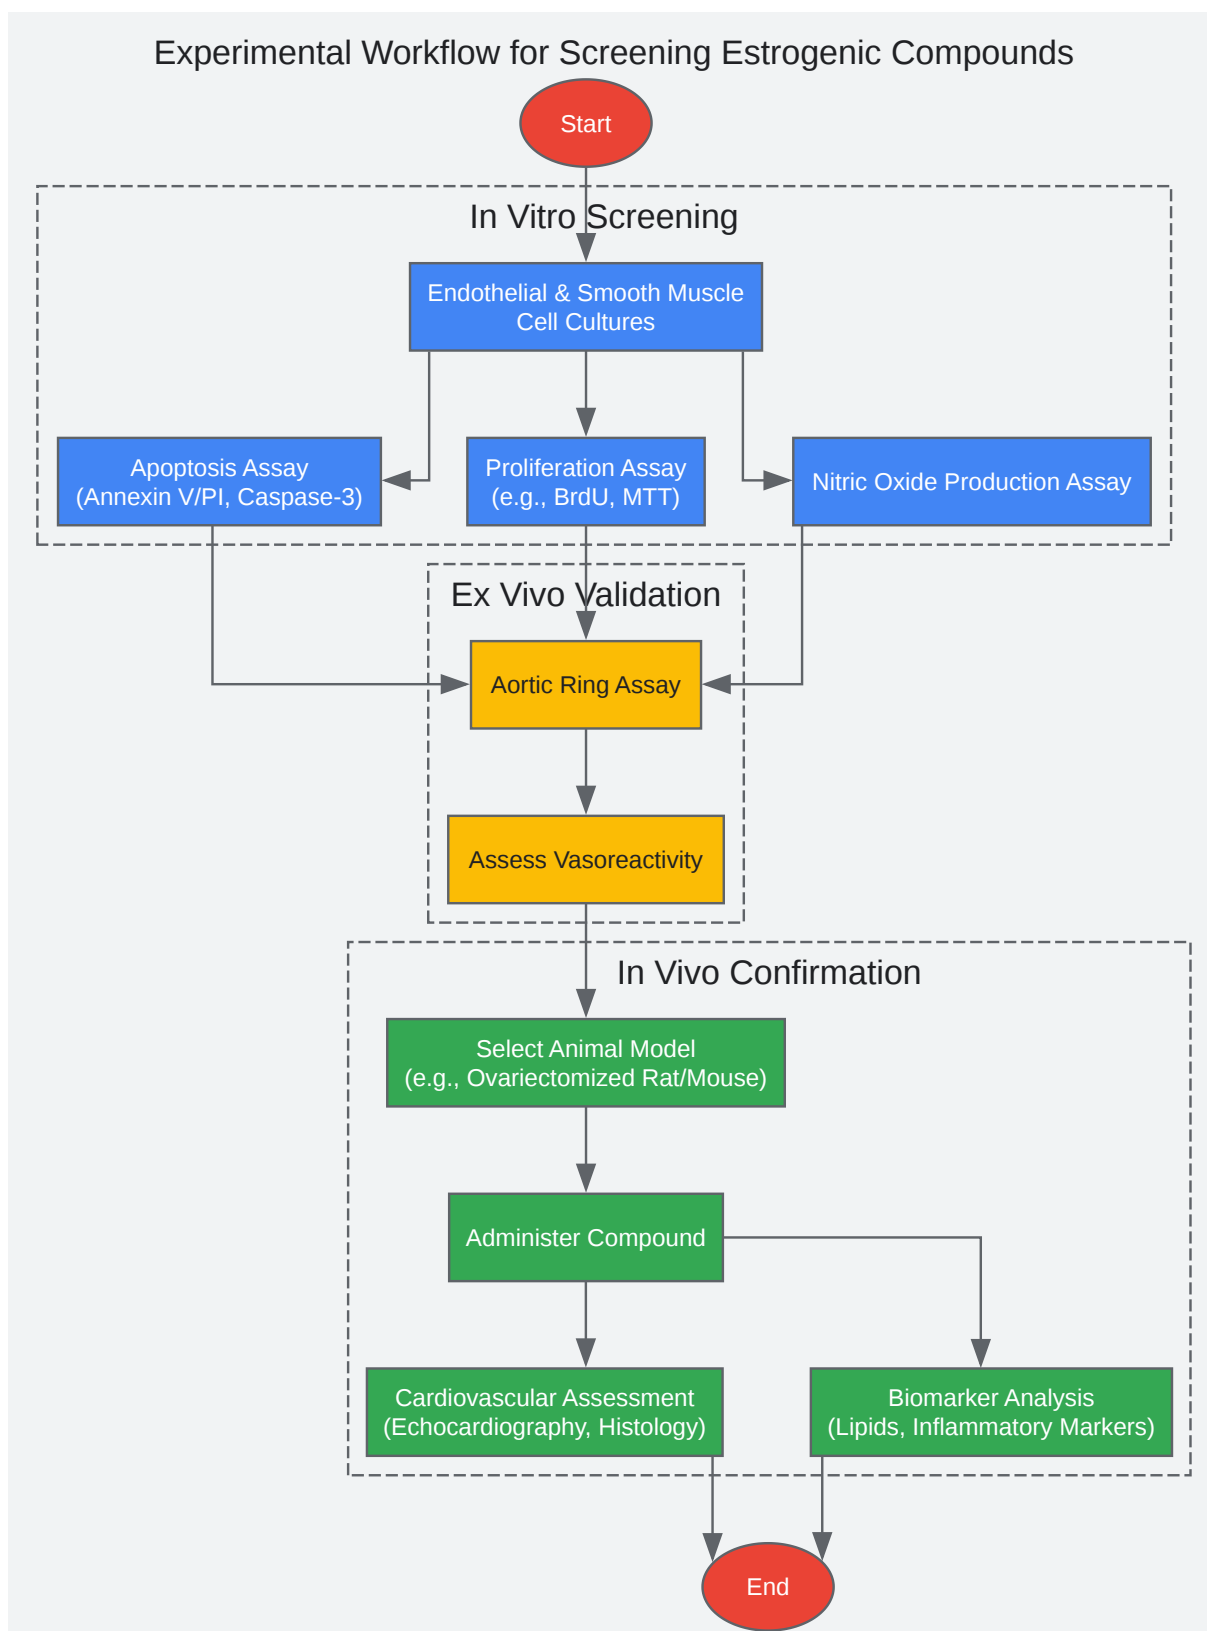 Experimental Workflow for Screening Estrogenic Compounds
Start
In Vitro Screening
Endothelial & Smooth Muscle
Cell Cultures
Apoptosis Assay
(Annexin V/PI, Caspase-3)
Proliferation Assay
(e.g., BrdU, MTT)
Nitric Oxide Production Assay
Ex Vivo Validation
Aortic Ring Assay
Assess Vasoreactivity
In Vivo Confirmation
Select Animal Model
(e.g., Ovariectomized Rat/Mouse)
Administer Compound
Cardiovascular Assessment
(Echocardiography, Histology)
Biomarker Analysis
(Lipids, Inflammatory Markers)
End